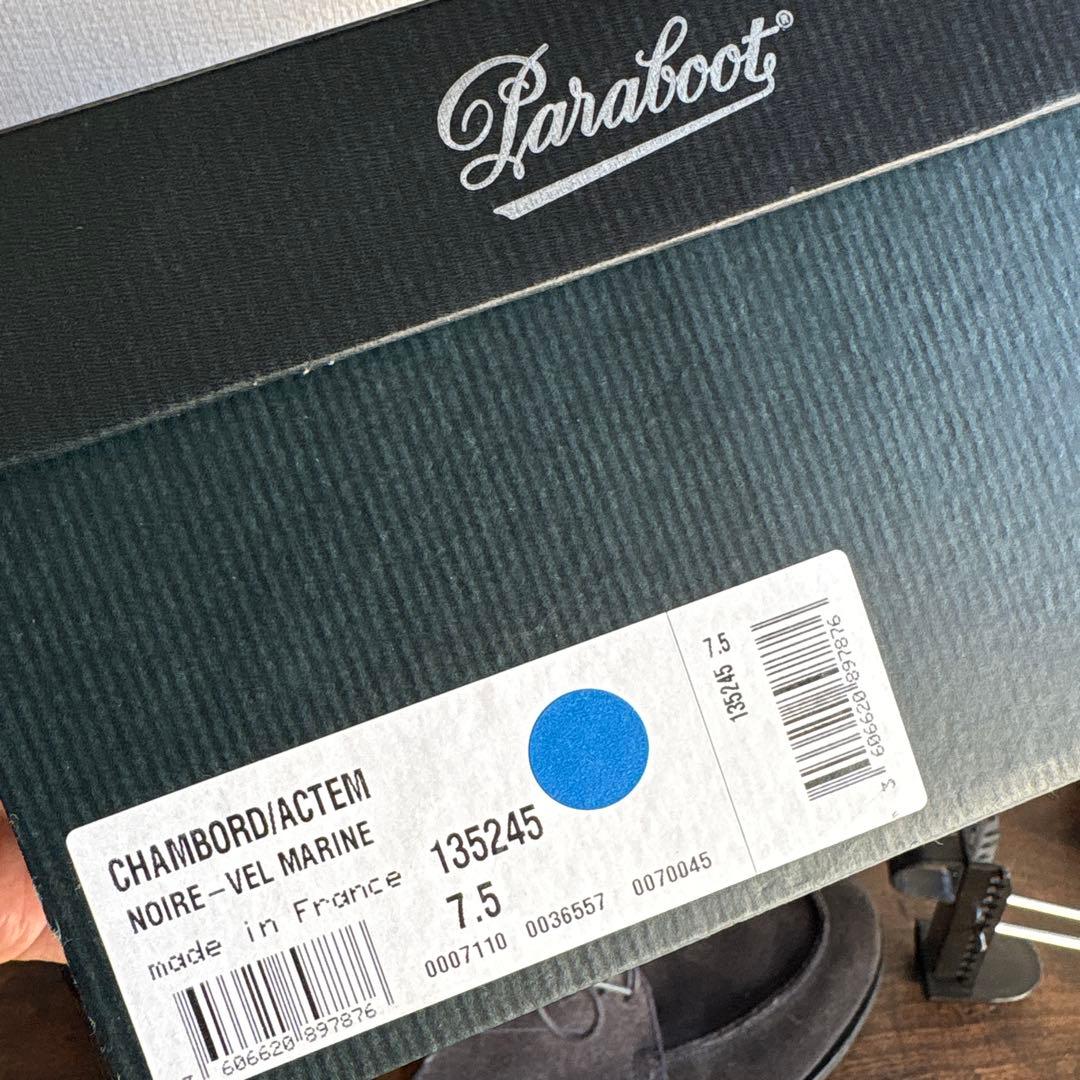 Paraboot®
CHAMBORD/ACTEM
NOIRE-VEL MARINE
made in France
135245
7.5
0007110 0036557 0070045
606620 897876
135245 7.5
3 606620 897876